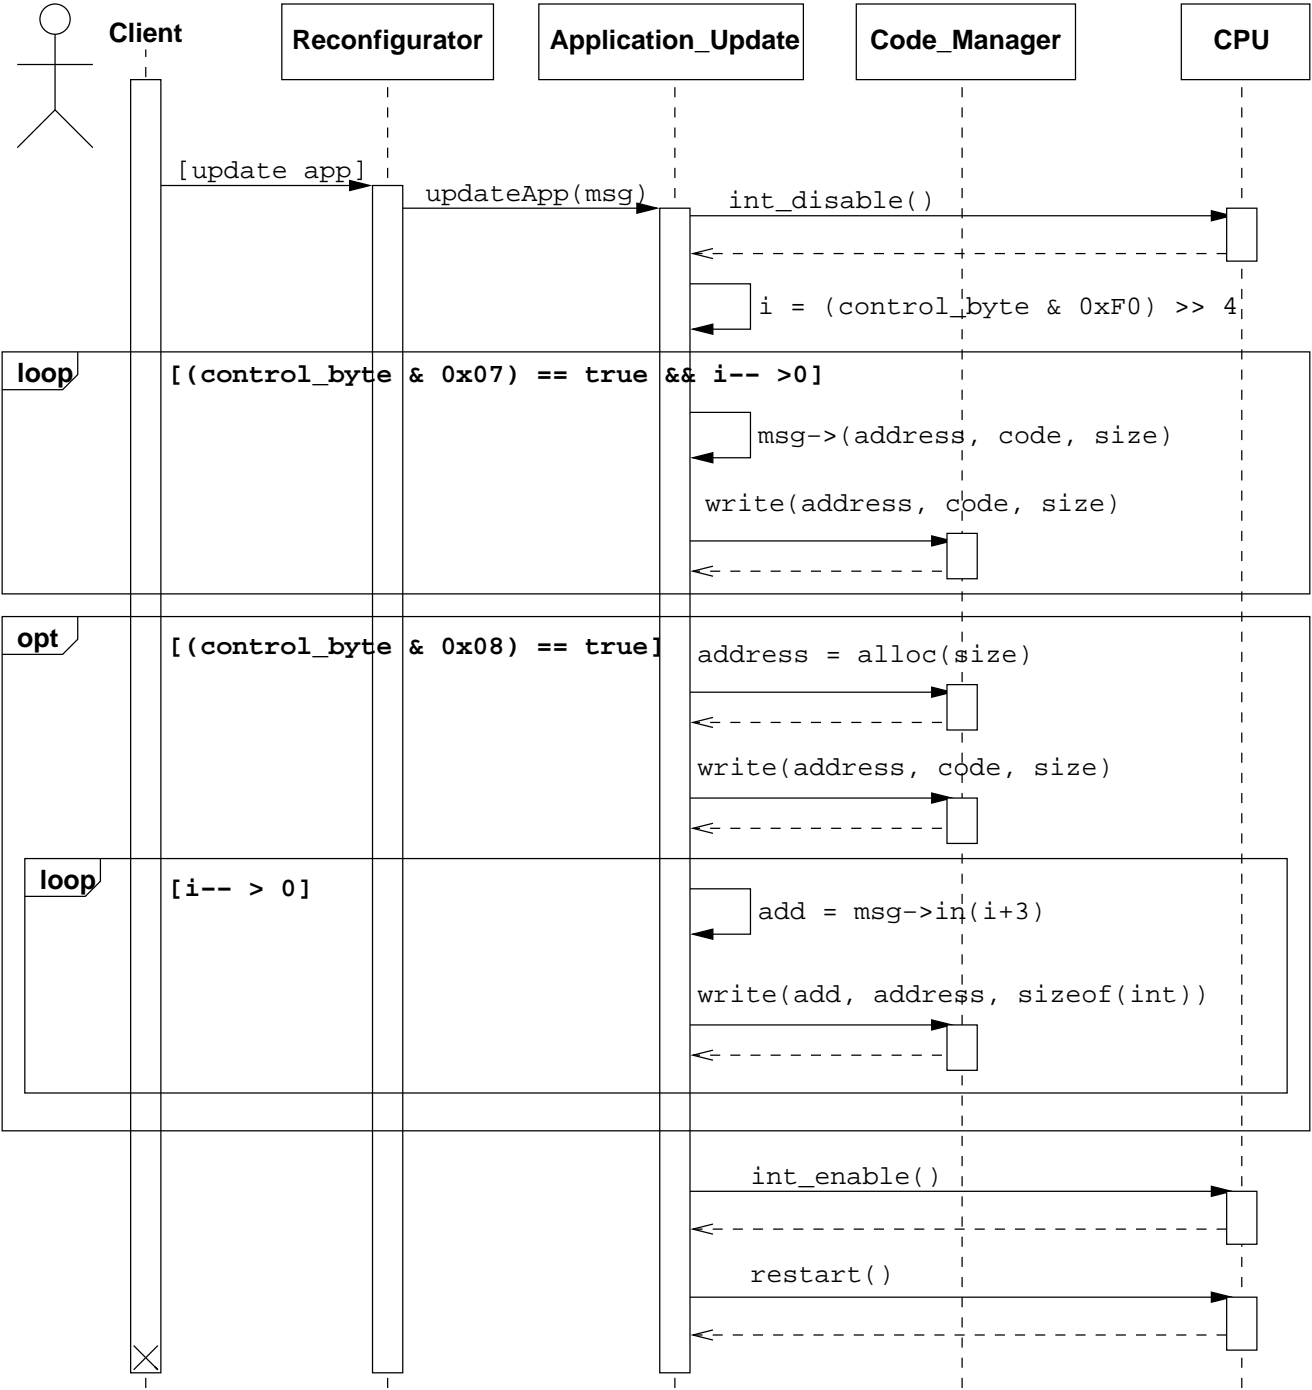 Client
Reconfigurator
Application_Update
Code_Manager
CPU
[update app]
updateApp(msg)
int_disable()
i = (control_byte & 0xF0) >> 4
loop
[(control_byte & 0x07) == true && i-- >0]
msg->(address, code, size)
write(address, code, size)
opt
[(control_byte & 0x08) == true]
address = alloc(size)
write(address, code, size)
loop
[i-- > 0]
add = msg->in(i+3)
write(add, address, sizeof(int))
int_enable()
restart()